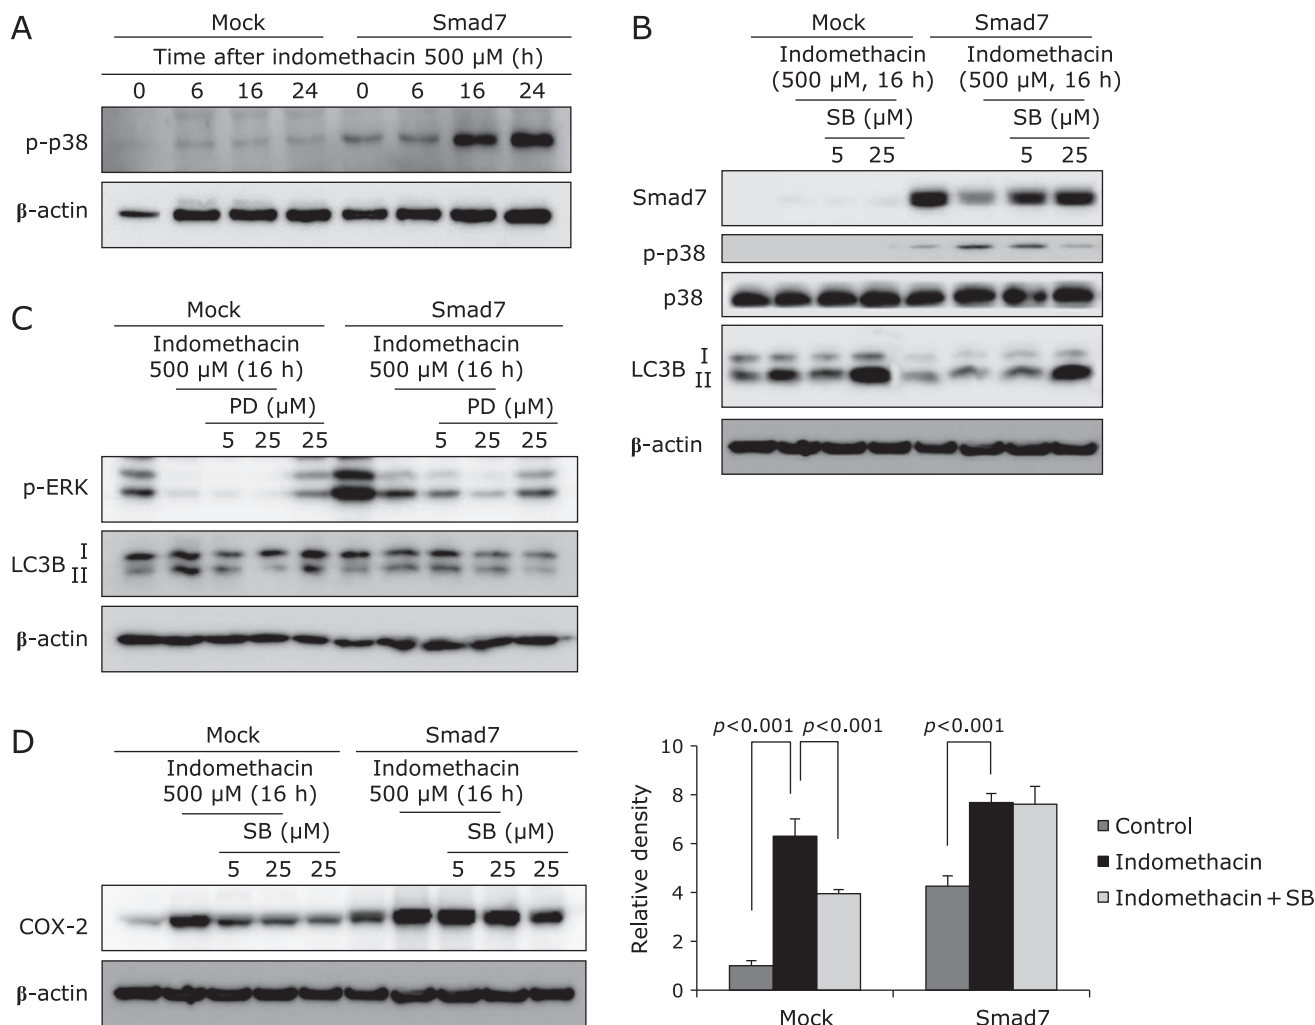 A
Mock Smad7
Time after indomethacin 500 µM (h)
0 6 16 24 0 6 16 24
p-p38
β-actin
B
Mock Smad7
Indomethacin Indomethacin
(500 µM, 16 h) (500 µM, 16 h)
SB (µM) SB (µM)
5 25 5 25
Smad7
p-p38
p38
LC3B I
II
β-actin
C
Mock Smad7
Indomethacin Indomethacin
500 µM (16 h) 500 µM (16 h)
PD (µM) PD (µM)
5 25 25 5 25 25
p-ERK
LC3B I
II
β-actin
D
Mock Smad7
Indomethacin Indomethacin
500 µM (16 h) 500 µM (16 h)
SB (µM) SB (µM)
5 25 25 5 25 25
COX-2
β-actin
p<0.001 p<0.001 p<0.001
10
8
6
4
2
0
Relative density
Mock Smad7
Control
Indomethacin
Indomethacin + SB